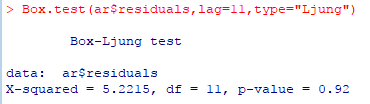 > Box.test(ar$residuals,lag=11,type="Ljung")
Box-Ljung test
data:  ar$residuals
X-squared = 5.2215, df = 11, p-value = 0.92